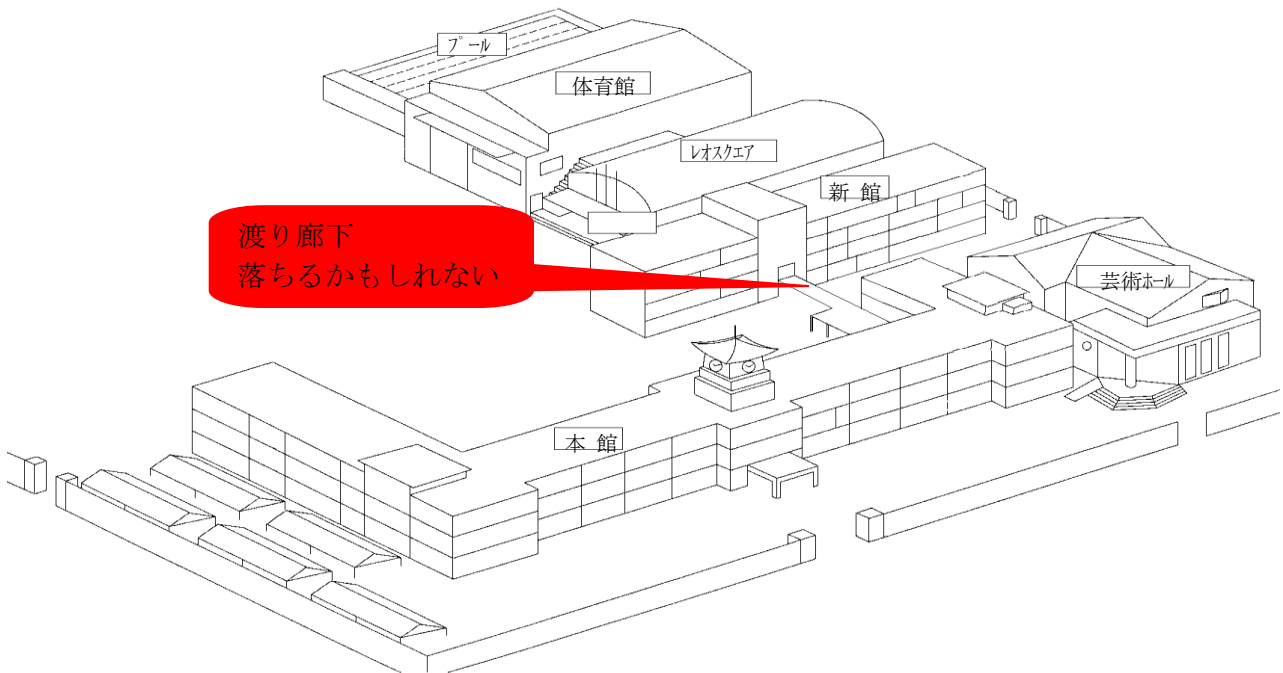 プール
体育館
レオスクエア
新 館
渡り廊下
落ちるかもしれない
芸術ホール
本 館